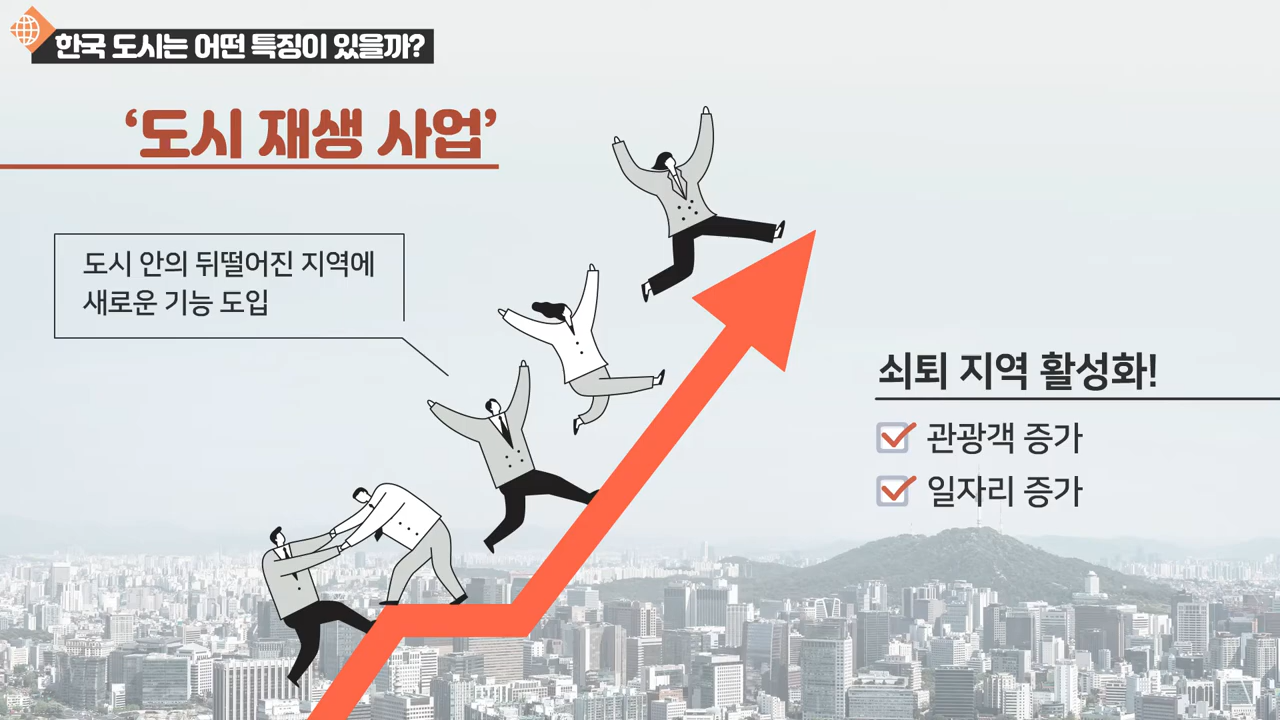 한국 도시는 어떤 특징이 있을까?
‘도시 재생 사업’
도시 안의 뒤떨어진 지역에
새로운 기능 도입
쇠퇴 지역 활성화!
관광객 증가
일자리 증가